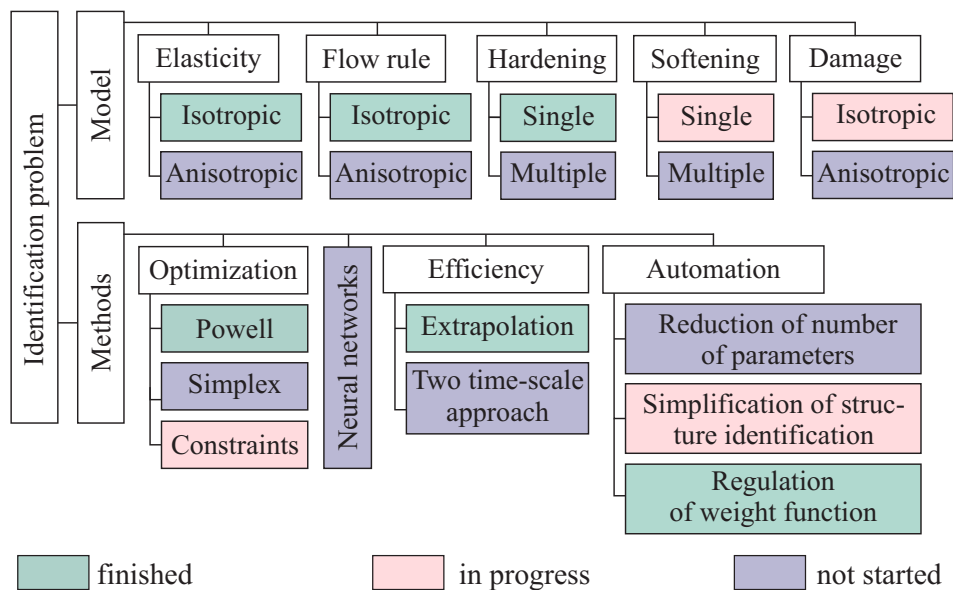 Identification problem
Model
Elasticity
Flow rule
Hardening
Softening
Damage
Isotropic
Isotropic
Single
Single
Isotropic
Anisotropic
Anisotropic
Multiple
Multiple
Anisotropic
Methods
Optimization
Neural networks
Efficiency
Automation
Powell
Simplex
Constraints
Extrapolation
Two time-scale
approach
Reduction of number
of parameters
Simplification of struc-
ture identification
Regulation
of weight function
finished
in progress
not started